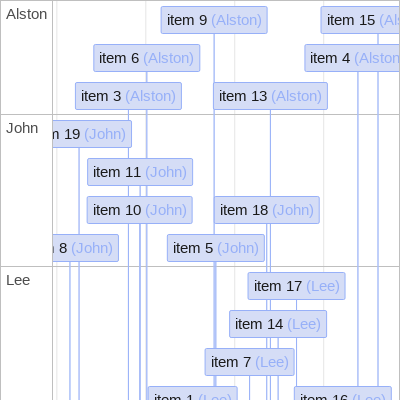 Alston
item 9 (Alston)
item 15 (Al
item 6 (Alston)
item 4 (Alston
item 3 (Alston)
item 13 (Alston)
John
19 (John)
item 11 (John)
item 10 (John)
item 18 (John)
8 (John)
item 5 (John)
Lee
item 17 (Lee)
item 14 (Lee)
item 7 (Lee)
item 1 (Lee)
item 16 (Lee)